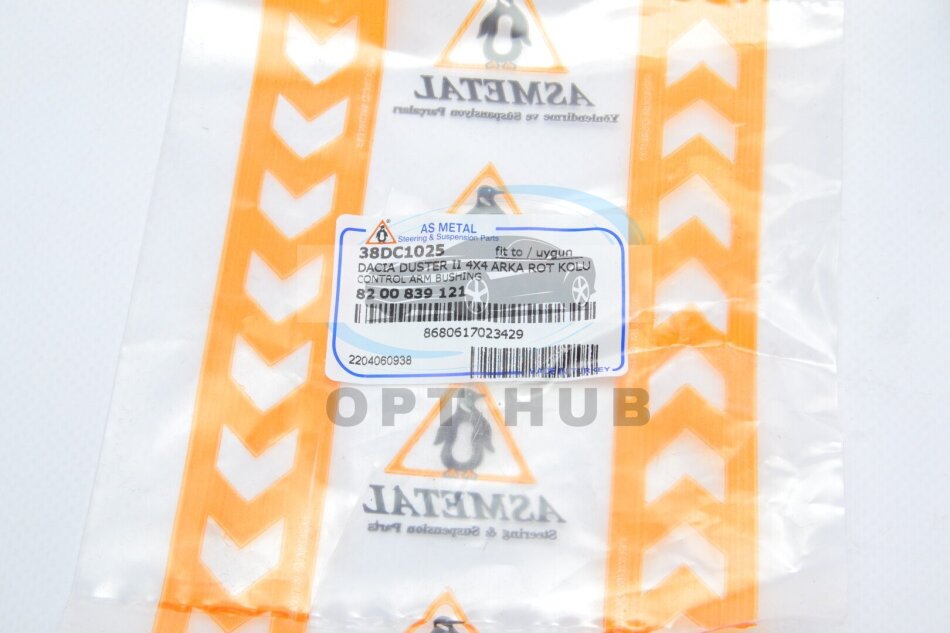 ASMETAL
Yönlendirme ve Süspansiyon Parçaları
AS METAL
Steering & Suspension Parts
38DC1025 fit to / uygun
DACIA DUSTER II 4X4 ARKA ROT KOLU
CONTROL ARM BUSHING
82 00 839 121
8680617023429
2204060938
OPT HUB
ASMETAL
Steering & Suspension Parts